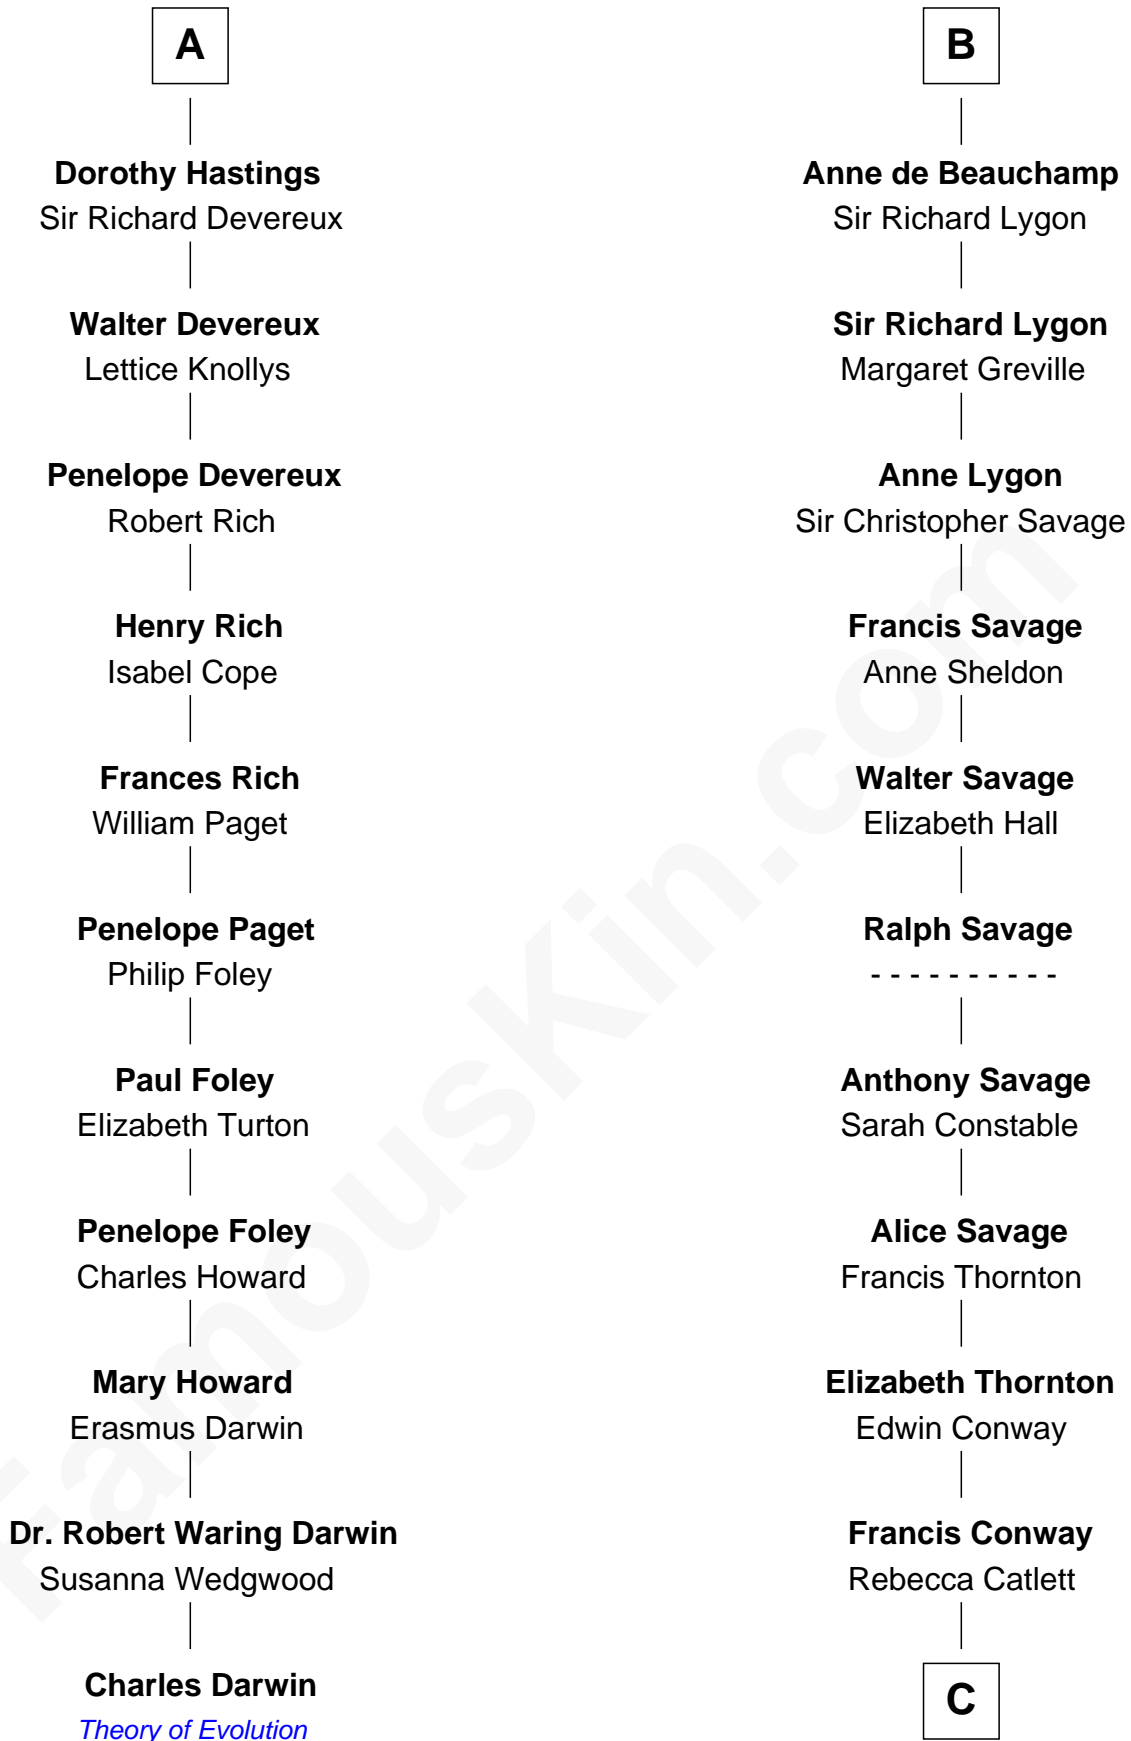 A
Dorothy Hastings
Sir Richard Devereux
Walter Devereux
Lettice Knollys
Penelope Devereux
Robert Rich
Henry Rich
Isabel Cope
Frances Rich
William Paget
Penelope Paget
Philip Foley
Paul Foley
Elizabeth Turton
Penelope Foley
Charles Howard
Mary Howard
Erasmus Darwin
Dr. Robert Waring Darwin
Susanna Wedgwood
Charles Darwin
Theory of Evolution
B
Anne de Beauchamp
Sir Richard Lygon
Sir Richard Lygon
Margaret Greville
Anne Lygon
Sir Christopher Savage
Francis Savage
Anne Sheldon
Walter Savage
Elizabeth Hall
Ralph Savage
- - - - - - - - - -
Anthony Savage
Sarah Constable
Alice Savage
Francis Thornton
Elizabeth Thornton
Edwin Conway
Francis Conway
Rebecca Catlett
C
FamousKin.com